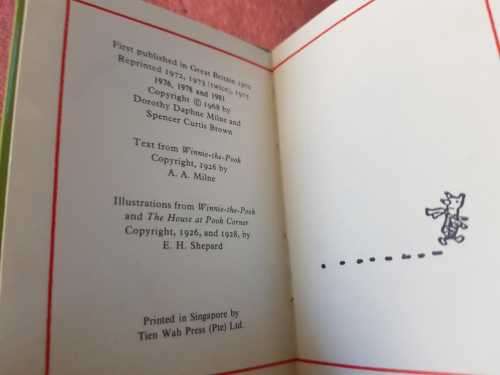 First published in Great Britain 1970
Reprinted 1972, 1973 (twice), 1975
1976, 1978 and 1981
Copyright © 1968 by
Dorothy Daphne Milne and
Spencer Curtis Brown
Text from Winnie-the-Pooh
Copyright, 1926 by
A. A. Milne
Illustrations from Winnie-the-Pooh
and The House at Pooh Corner
Copyright, 1926, and 1928, by
E. H. Shepard
Printed in Singapore by
Tien Wah Press (Pte) Ltd.